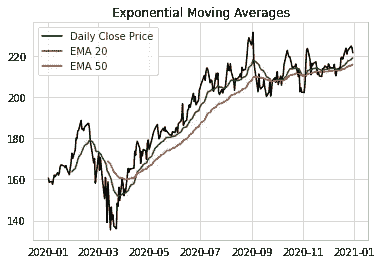 Exponential Moving Averages
Daily Close Price
EMA 20
EMA 50
220
200
180
160
140
2020-01 2020-03 2020-05 2020-07 2020-09 2020-11 2021-01